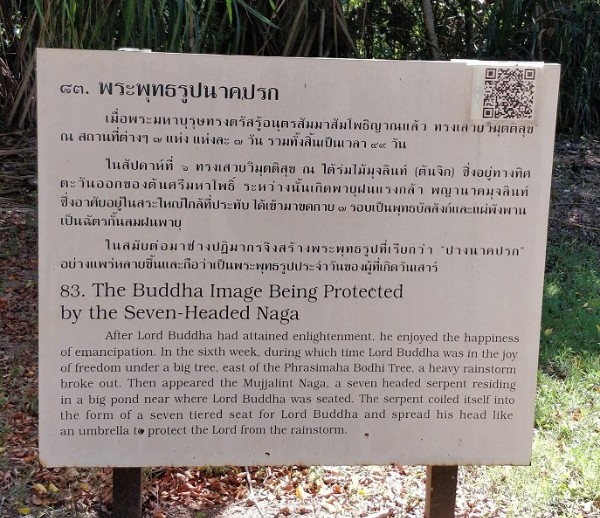 ๘๓. พระพุทธรูปนาคปรก
เมื่อพระมหาบุรุษทรงตรัสรู้อนุตรสัมมาสัมโพธิญาณแล้ว ทรงเสวยวิมุตติสุข
ณ สถานที่ต่างๆ ๗ แห่ง แห่งละ ๗ วัน รวมทั้งสิ้นเป็นเวลา ๔๙ วัน
ในสัปดาห์ที่ ๖ ทรงเสวยวิมุตติสุข ณ ใต้ร่มไม้มุจลินท์ (ต้นจิก) ซึ่งอยู่ทางทิศ
ตะวันออกของต้นศรีมหาโพธิ์ ระหว่างนั้นเกิดพายุฝนแรงกล้า พญานาคมุจลินท์
ซึ่งอาศัยอยู่ในสระใหญ่ใกล้ที่ประทับ ได้เข้ามาขดกาย ๗ รอบเป็นพุทธบัลลังก์และแผ่พังพาน
เป็นฉัตรกั้นลมฝนพายุ
ในสมัยต่อมาช่างปฏิมากรจึงสร้างพระพุทธรูปที่เรียกว่า "ปางนาคปรก"
อย่างแพร่หลายขึ้นและถือว่าเป็นพระพุทธรูปประจำวันของผู้ที่เกิดวันเสาร์
83. The Buddha Image Being Protected
by the Seven-Headed Naga
After Lord Buddha had attained enlightenment, he enjoyed the happiness
of emancipation. In the sixth week, during which time Lord Buddha was in the joy
of freedom under a big tree, east of the Phrasimaha Bodhi Tree, a heavy rainstorm
broke out. Then appeared the Mujjalint Naga, a seven headed serpent residing
in a big pond near where Lord Buddha was seated. The serpent coiled itself into
the form of a seven tiered seat for Lord Buddha and spread his head like
an umbrella to protect the Lord from the rainstorm.